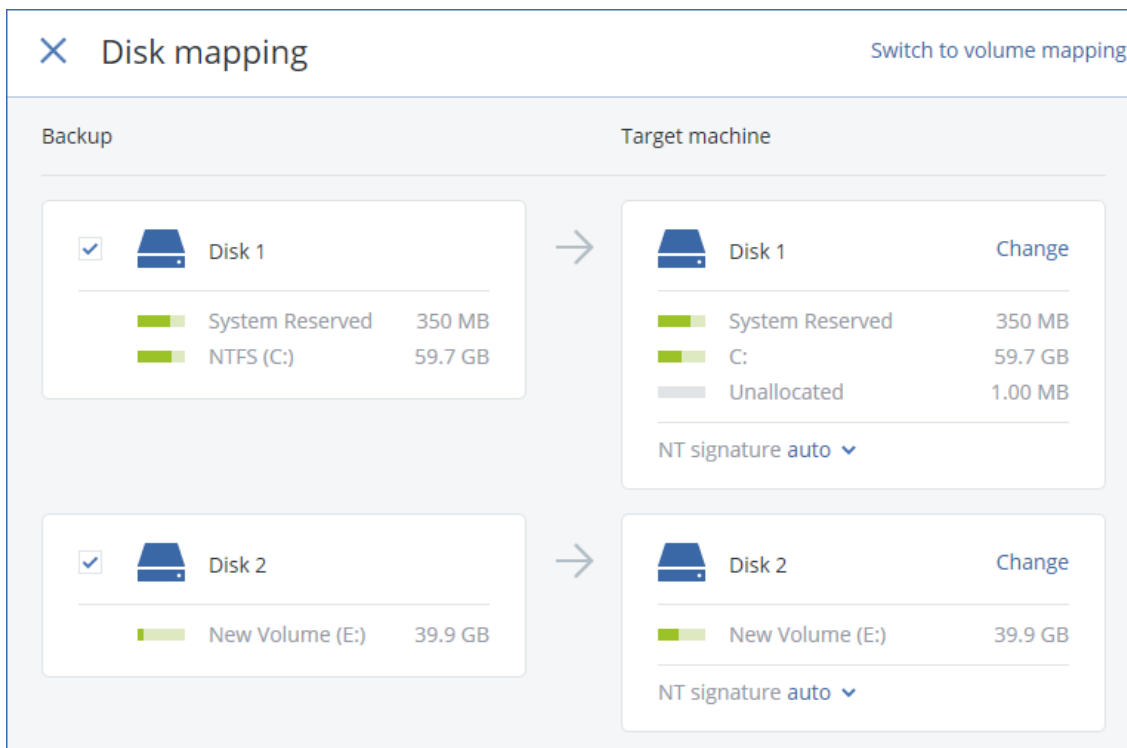 Disk mapping
Switch to volume mapping
Backup
Target machine
Disk 1
System Reserved 350 MB
NTFS (C:) 59.7 GB
Disk 1 Change
System Reserved 350 MB
C: 59.7 GB
Unallocated 1.00 MB
NT signature auto
Disk 2
New Volume (E:) 39.9 GB
Disk 2 Change
New Volume (E:) 39.9 GB
NT signature auto